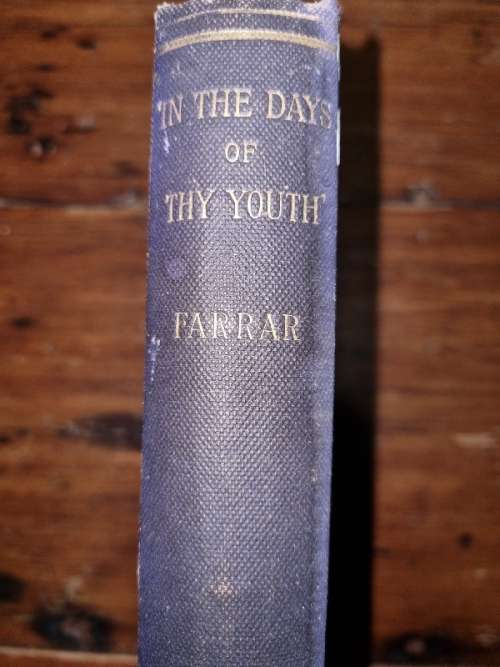 'IN THE DAYS
OF
THY YOUTH'
FARRAR